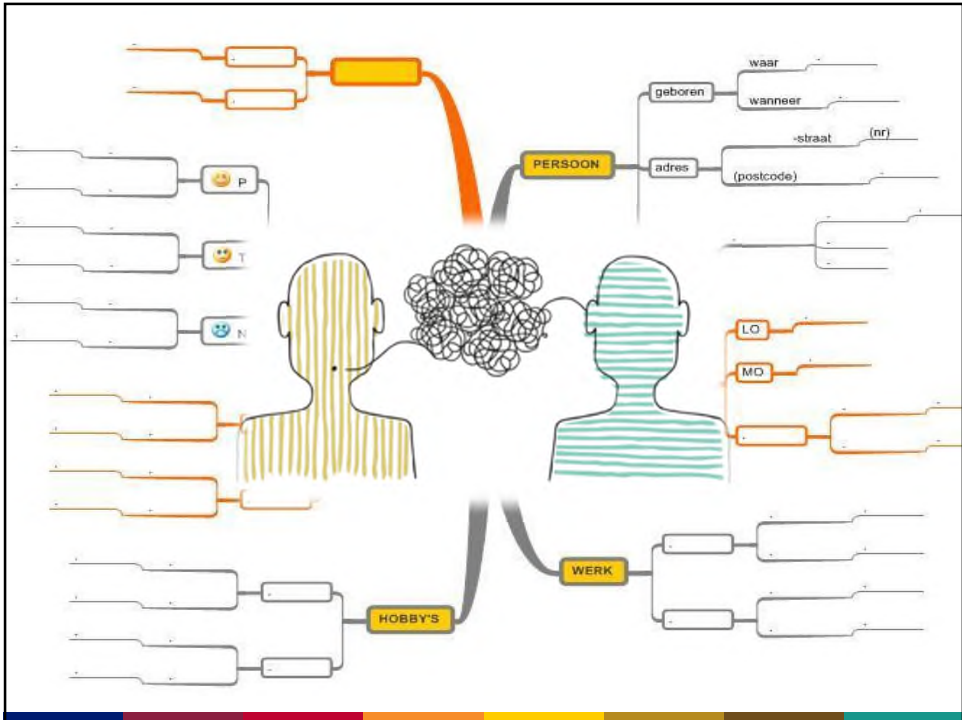 waar
geboren
wanneer
-straat (nr)
PERSOON
adres
(postcode)
P
T
N
LO
MO
WERK
HOBBY'S